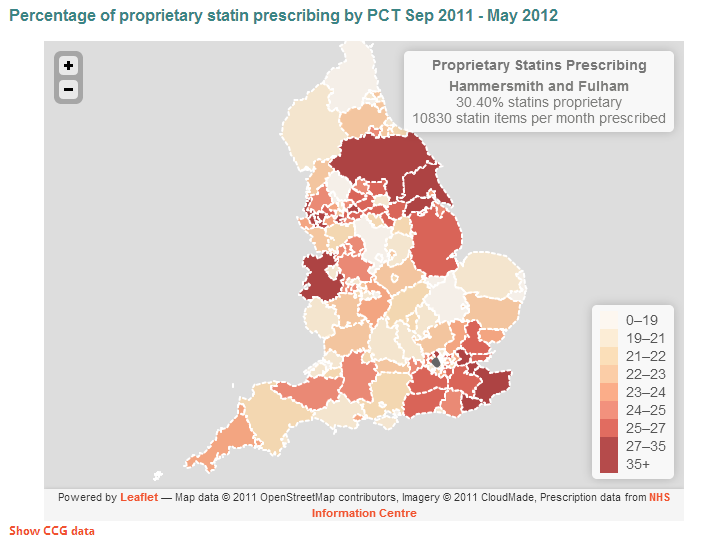 Percentage of proprietary statin prescribing by PCT Sep 2011 - May 2012
+
−
Proprietary Statins Prescribing
Hammersmith and Fulham
30.40% statins proprietary
10830 statin items per month prescribed
0–19
19–21
21–22
22–23
23–24
24–25
25–27
27–35
35+
Powered by Leaflet — Map data © 2011 OpenStreetMap contributors, Imagery © 2011 CloudMade, Prescription data from NHS
Information Centre
Show CCG data